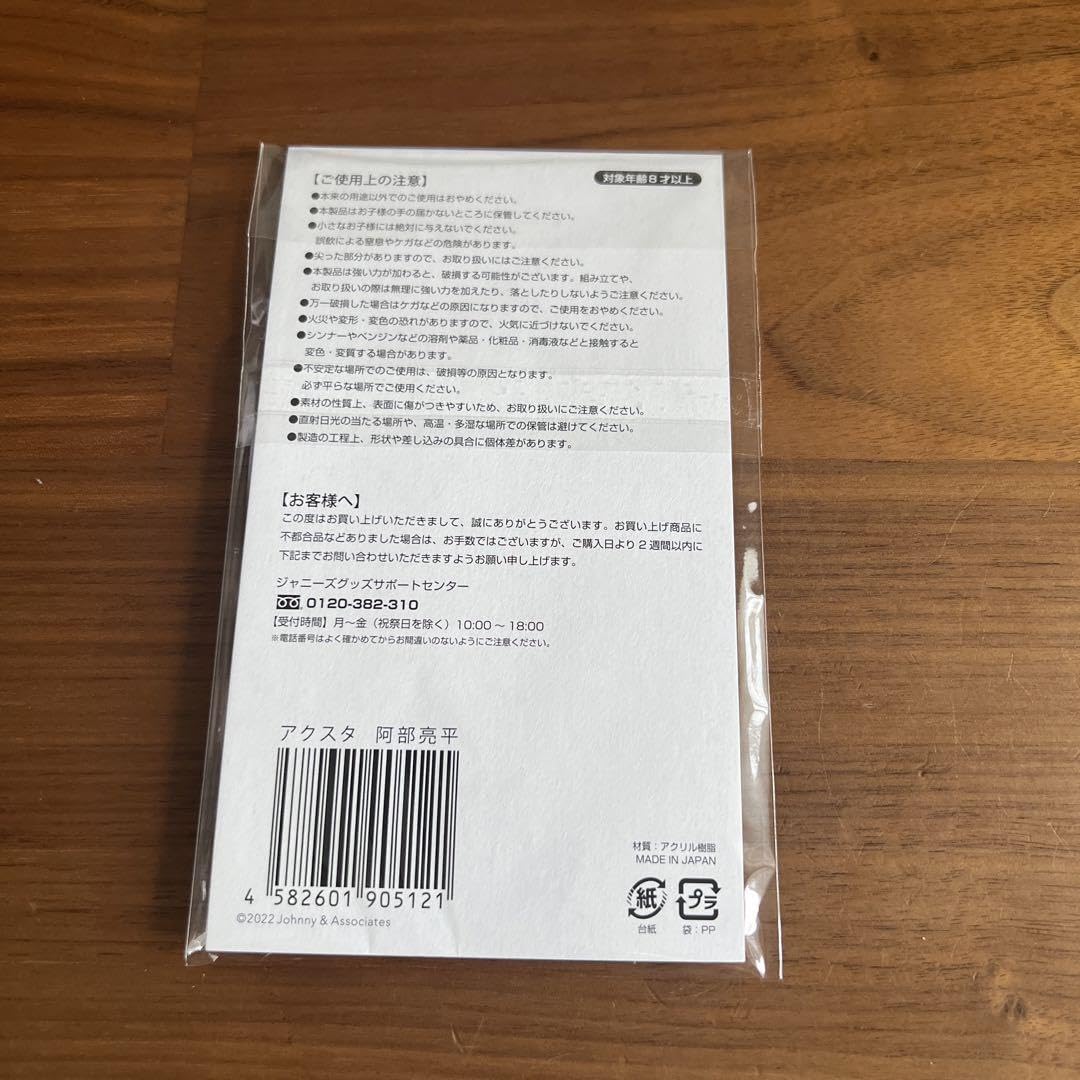 【ご使用上の注意】
対象年齢8才以上
●本来の用途以外でのご使用はおやめください。
●本製品はお子様の手の届かないところに保管してください。
●小さなお子様には絶対に与えないでください。
誤飲による窒息やケガなどの危険があります。
●尖った部分がありますので、お取り扱いにはご注意ください。
●本製品は強い力が加わると、破損する可能性がございます。組み立てや、
お取り扱いの際は無理に強い力を加えたり、落としたりしないようご注意ください。
●万一破損した場合はケガなどの原因になりますので、ご使用をおやめください。
●火災や変形・変色の恐れがありますので、火気に近づけないでください。
●シンナーやベンジンなどの溶剤や薬品・化粧品・消毒液などと接触すると
変色・変質する場合があります。
●不安定な場所でのご使用は、破損等の原因となります。
必ず平らな場所でご使用ください。
●素材の性質上、表面に傷がつきやすいため、お取り扱いにご注意ください。
●直射日光の当たる場所や、高温・多湿な場所での保管は避けてください。
●製造の工程上、形状や差し込みの具合に個体差があります。
【お客様へ】
この度はお買い上げいただきまして、誠にありがとうございます。お買い上げ商品に
不都合品などありました場合は、お手数ではございますが、ご購入日より2週間以内に
下記までお問い合わせいただきますようお願い申し上げます。
ジャニーズグッズサポートセンター
0120-382-310
【受付時間】月～金（祝祭日を除く）10:00～18:00
※電話番号はよく確かめてからお間違いのないようにご注意ください。
アクスタ 阿部亮平
4 582601 905121
©2022 Johnny & Associates
材質：アクリル樹脂
MADE IN JAPAN
紙 プラ
台紙 袋：PP